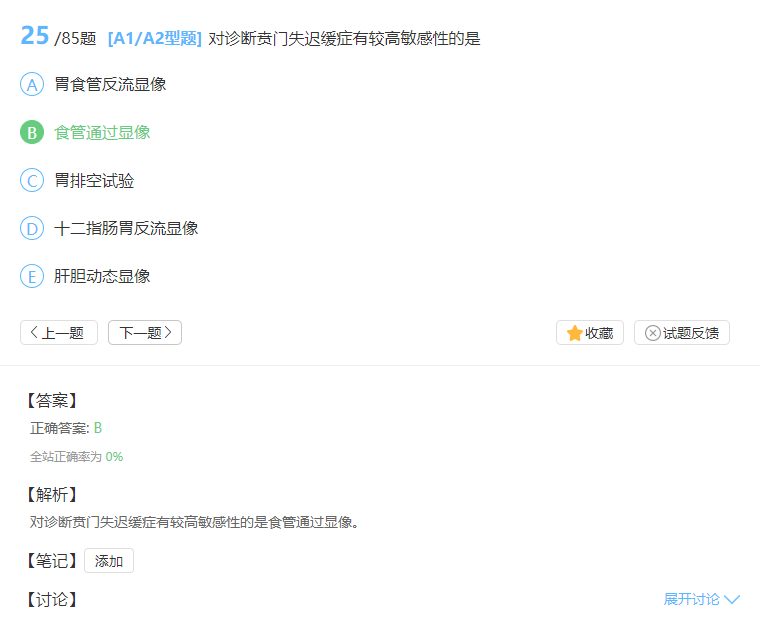 25 /85题 [A1/A2型题] 对诊断贲门失迟缓症有较高敏感性的是
A 胃食管反流显像
B 食管通过显像
C 胃排空试验
D 十二指肠胃反流显像
E 肝胆动态显像
上一题 下一题 收藏 试题反馈
【答案】
正确答案: B
全站正确率为 0%
【解析】
对诊断贲门失迟缓症有较高敏感性的是食管通过显像。
【笔记】 添加
【讨论】 展开讨论